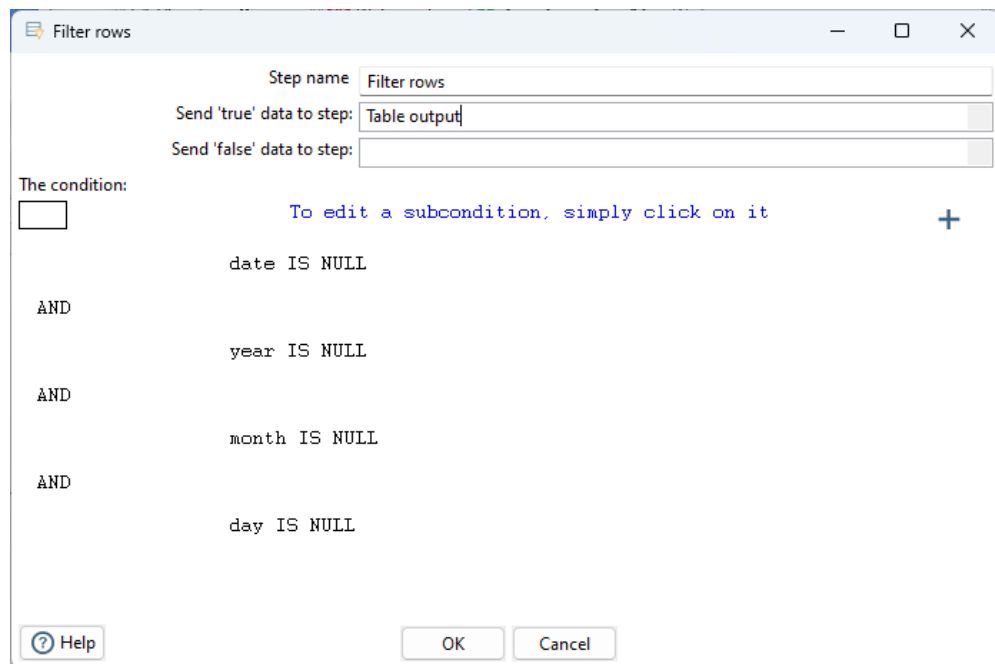 Filter rows
Step name Filter rows
Send 'true' data to step: Table output
Send 'false' data to step:
The condition:
To edit a subcondition, simply click on it
date IS NULL
AND
year IS NULL
AND
month IS NULL
AND
day IS NULL
Help OK Cancel